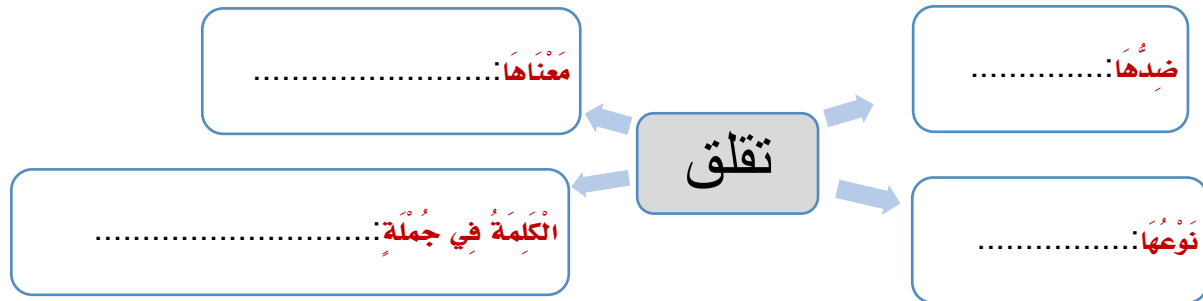 ضِدُّهَا:..............
مَعْنَاهَا:.........................
تقلق
نَوْعُهَا:................
الْكَلِمَةُ فِي جُمْلَةٍ:.............................